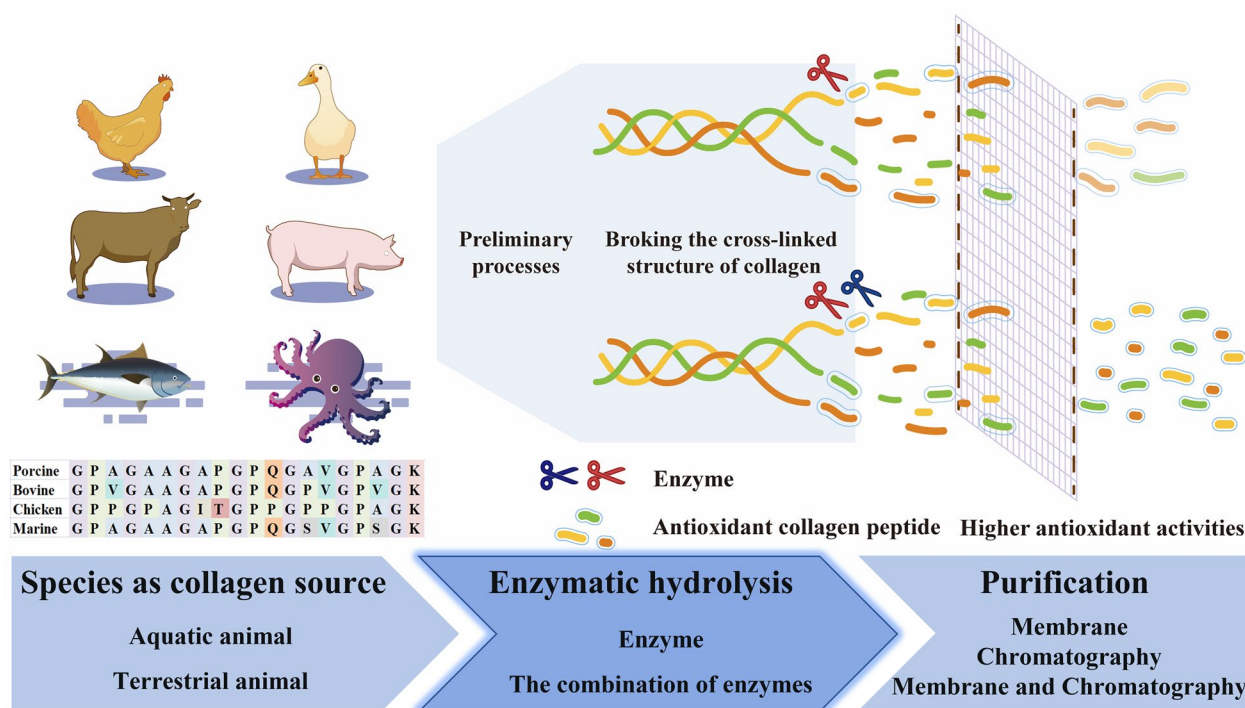 Preliminary
processes
Broking the cross-linked
structure of collagen
Porcine G P A G A A G A P G P Q G A V G P A G K
Bovine G P V G A A G A P G P Q G P V G P V G K
Chicken G P P G P A G I T G P P G P P G P A G K
Marine G P A G A A G A P G P Q G S V G P S G K
Enzyme
Antioxidant collagen peptide
Higher antioxidant activities
Species as collagen source
Aquatic animal
Terrestrial animal
Enzymatic hydrolysis
Enzyme
The combination of enzymes
Purification
Membrane
Chromatography
Membrane and Chromatography